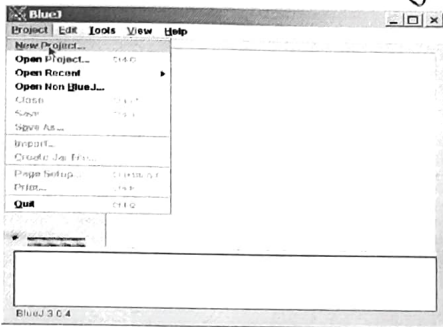 BlueJ
Project Edit Tools View Help
New Project...
Open Project...
Open Recent
Open Non BlueJ...
Close
Save
Save As...
Import...
Create Jar File...
Page Setup...
Print...
Quit
BlueJ 3.0.4